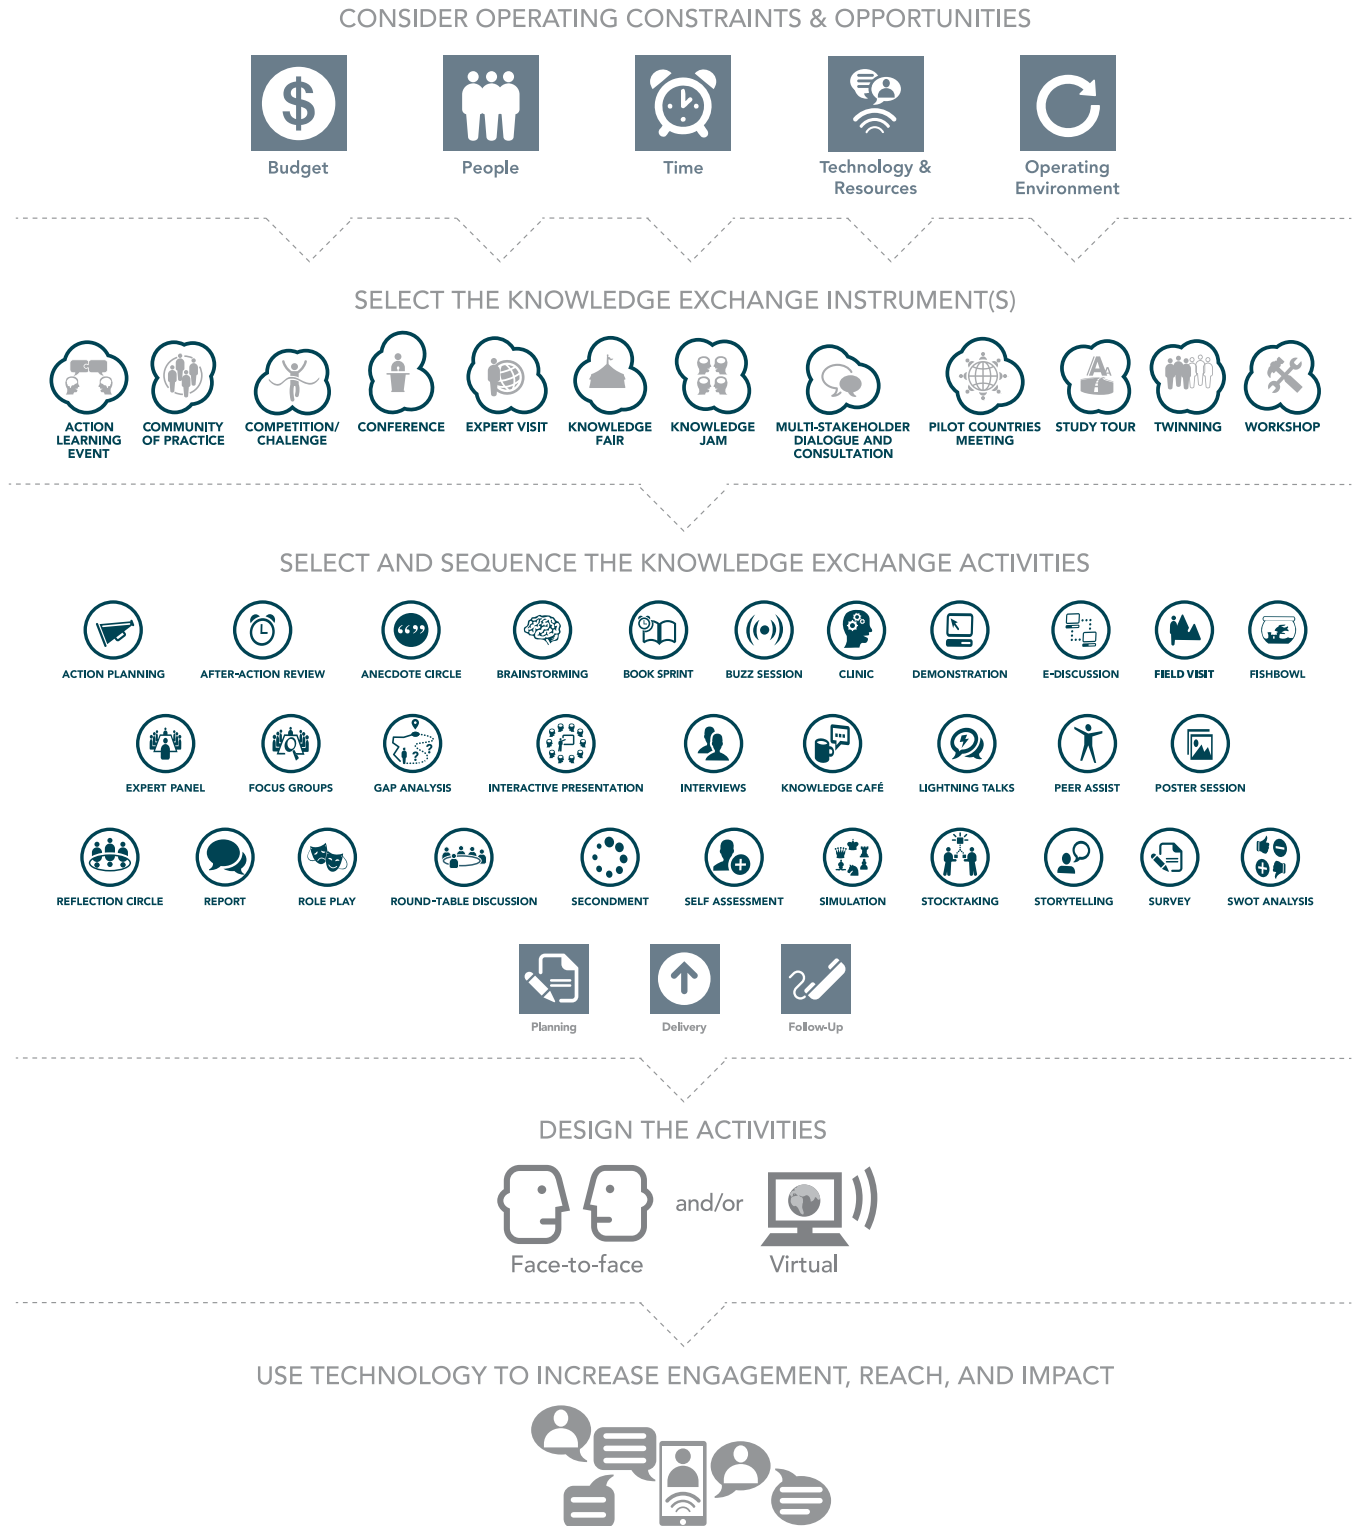 CONSIDER OPERATING CONSTRAINTS & OPPORTUNITIES
Budget
People
Time
Technology &
Resources
Operating
Environment
SELECT THE KNOWLEDGE EXCHANGE INSTRUMENT(S)
ACTION
LEARNING
EVENT
COMMUNITY
OF PRACTICE
COMPETITION/
CHALENGE
CONFERENCE
EXPERT VISIT
KNOWLEDGE
FAIR
KNOWLEDGE
JAM
MULTI-STAKEHOLDER
DIALOGUE AND
CONSULTATION
PILOT COUNTRIES
MEETING
STUDY TOUR
TWINNING
WORKSHOP
SELECT AND SEQUENCE THE KNOWLEDGE EXCHANGE ACTIVITIES
ACTION PLANNING
AFTER-ACTION REVIEW
ANECDOTE CIRCLE
BRAINSTORMING
BOOK SPRINT
BUZZ SESSION
CLINIC
DEMONSTRATION
E-DISCUSSION
FIELD VISIT
FISHBOWL
EXPERT PANEL
FOCUS GROUPS
GAP ANALYSIS
INTERACTIVE PRESENTATION
INTERVIEWS
KNOWLEDGE CAFÉ
LIGHTNING TALKS
PEER ASSIST
POSTER SESSION
REFLECTION CIRCLE
REPORT
ROLE PLAY
ROUND-TABLE DISCUSSION
SECONDMENT
SELF ASSESSMENT
SIMULATION
STOCKTAKING
STORYTELLING
SURVEY
SWOT ANALYSIS
Planning
Delivery
Follow-Up
DESIGN THE ACTIVITIES
and/or
Face-to-face
Virtual
USE TECHNOLOGY TO INCREASE ENGAGEMENT, REACH, AND IMPACT